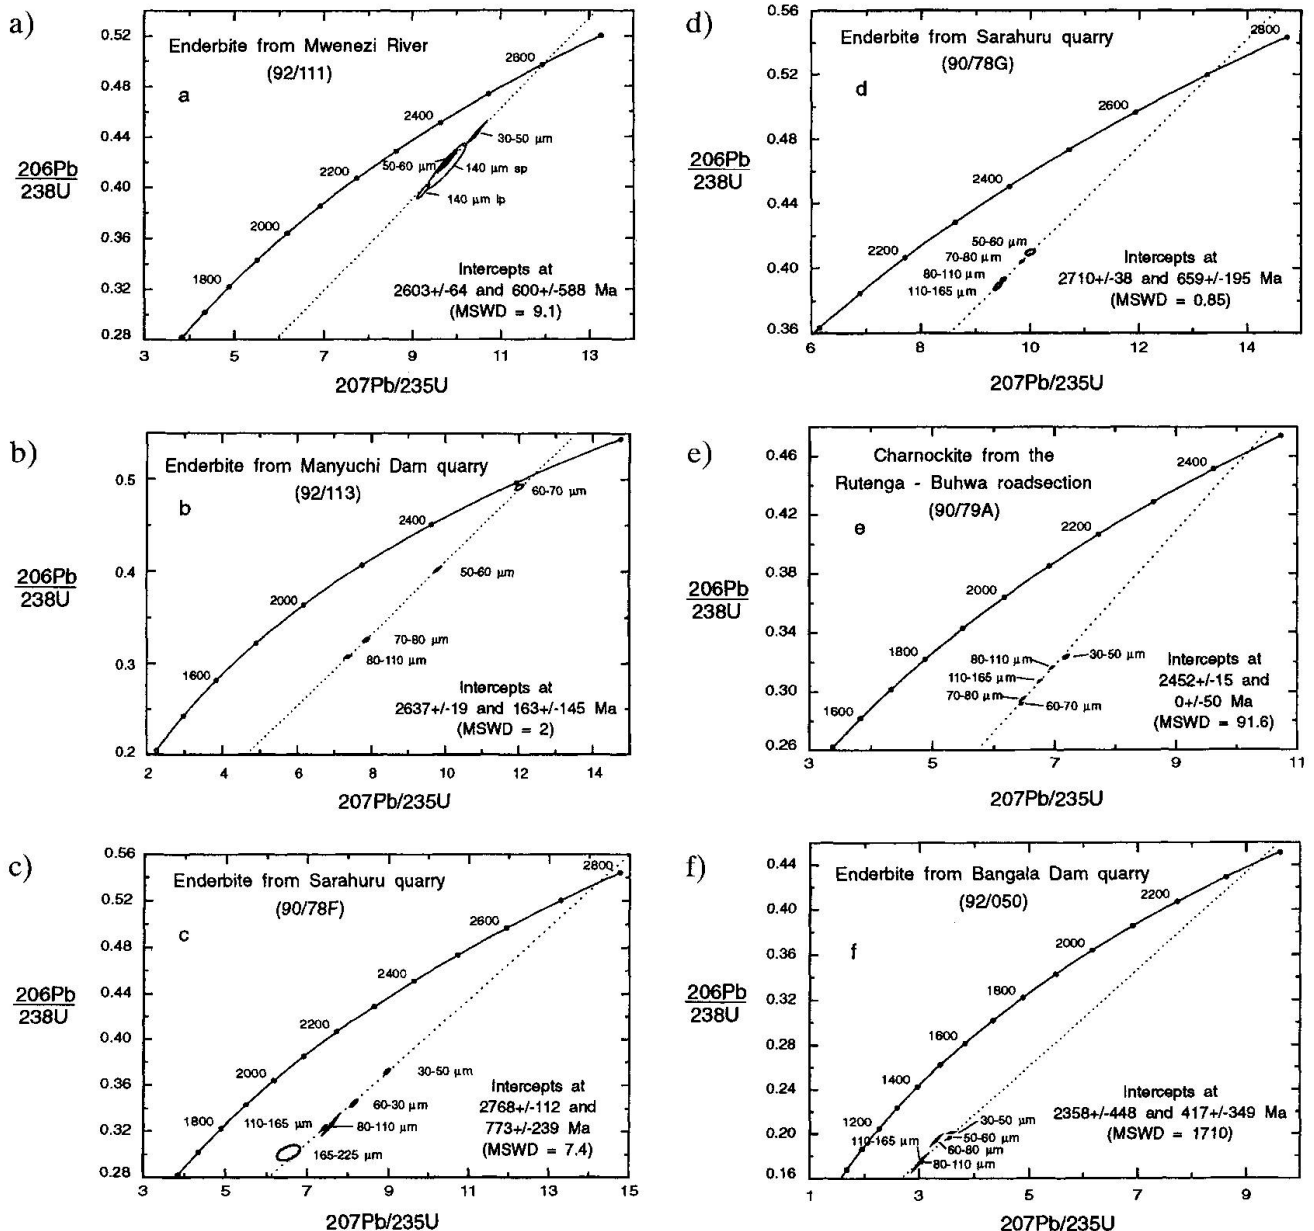 a)
Enderbite from Mwenezi River
(92/111)
a
0.52
0.48
0.44
0.40
0.36
0.32
0.28
206Pb
238U
2600
2400
2200
2000
1800
30-50 µm
50-60 µm
140 µm sp
140 µm lp
Intercepts at
2603+/-64 and 600+/-588 Ma
(MSWD = 9.1)
3 5 7 9 11 13
207Pb/235U
b)
Enderbite from Manyuchi Dam quarry
(92/113)
b
0.5
0.4
0.3
0.2
206Pb
238U
2400
2000
1600
60-70 µm
50-60 µm
70-80 µm
80-110 µm
Intercepts at
2637+/-19 and 163+/-145 Ma
(MSWD = 2)
2 4 6 8 10 12 14
207Pb/235U
c)
Enderbite from Sarahuru quarry
(90/78F)
c
0.56
0.52
0.48
0.44
0.40
0.36
0.32
0.28
206Pb
238U
2800
2600
2400
2200
2000
1800
30-50 µm
60-30 µm
110-165 µm
80-110 µm
165-225 µm
Intercepts at
2768+/-112 and
773+/-239 Ma
(MSWD = 7.4)
3 5 7 9 11 13 15
207Pb/235U
d)
Enderbite from Sarahuru quarry
(90/78G)
d
0.56
0.52
0.48
0.44
0.40
0.36
206Pb
238U
2800
2600
2400
2200
50-60 µm
70-80 µm
80-110 µm
110-165 µm
Intercepts at
2710+/-38 and 659+/-195 Ma
(MSWD = 0.85)
6 8 10 12 14
207Pb/235U
e)
Charnockite from the
Rutenga - Buhwa roadsection
(90/79A)
e
0.46
0.42
0.38
0.34
0.30
0.26
206Pb
238U
2400
2200
2000
1800
1600
30-50 µm
80-110 µm
110-165 µm
70-80 µm
60-70 µm
Intercepts at
2452+/-15 and
0+/-50 Ma
(MSWD = 91.6)
3 5 7 9 11
207Pb/235U
f)
Enderbite from Bangala Dam quarry
(92/050)
f
0.44
0.40
0.36
0.32
0.28
0.24
0.20
0.16
206Pb
238U
2200
2000
1800
1600
1400
1200
30-50 µm
50-60 µm
60-80 µm
110-165 µm
80-110 µm
Intercepts at
2358+/-448 and 417+/-349 Ma
(MSWD = 1710)
1 3 5 7 9
207Pb/235U